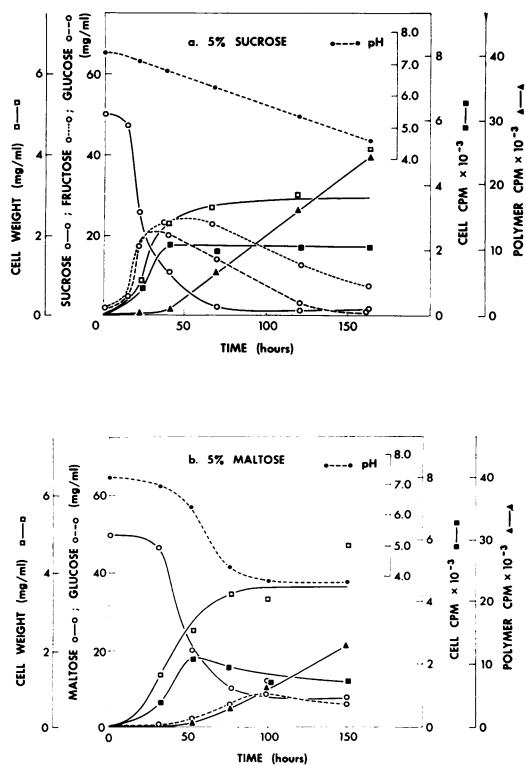 a. 5% SUCROSE
pH
CELL WEIGHT (mg/ml)
SUCROSE ; FRUCTOSE ; GLUCOSE (mg/ml)
CELL CPM × 10⁻³
POLYMER CPM × 10⁻³
6
4
2
0
60
40
20
8.0
7.0
6.0
5.0
4.0
8
6
4
2
0
40
30
20
10
0
0 50 100 150
TIME (hours)
b. 5% MALTOSE
pH
CELL WEIGHT (mg/ml)
MALTOSE ; GLUCOSE (mg/ml)
CELL CPM × 10⁻³
POLYMER CPM × 10⁻³
6
4
2
0
60
40
20
0
8.0
7.0
6.0
5.0
4.0
8
6
4
2
0
40
30
20
10
0
0 50 100 150
TIME (hours)